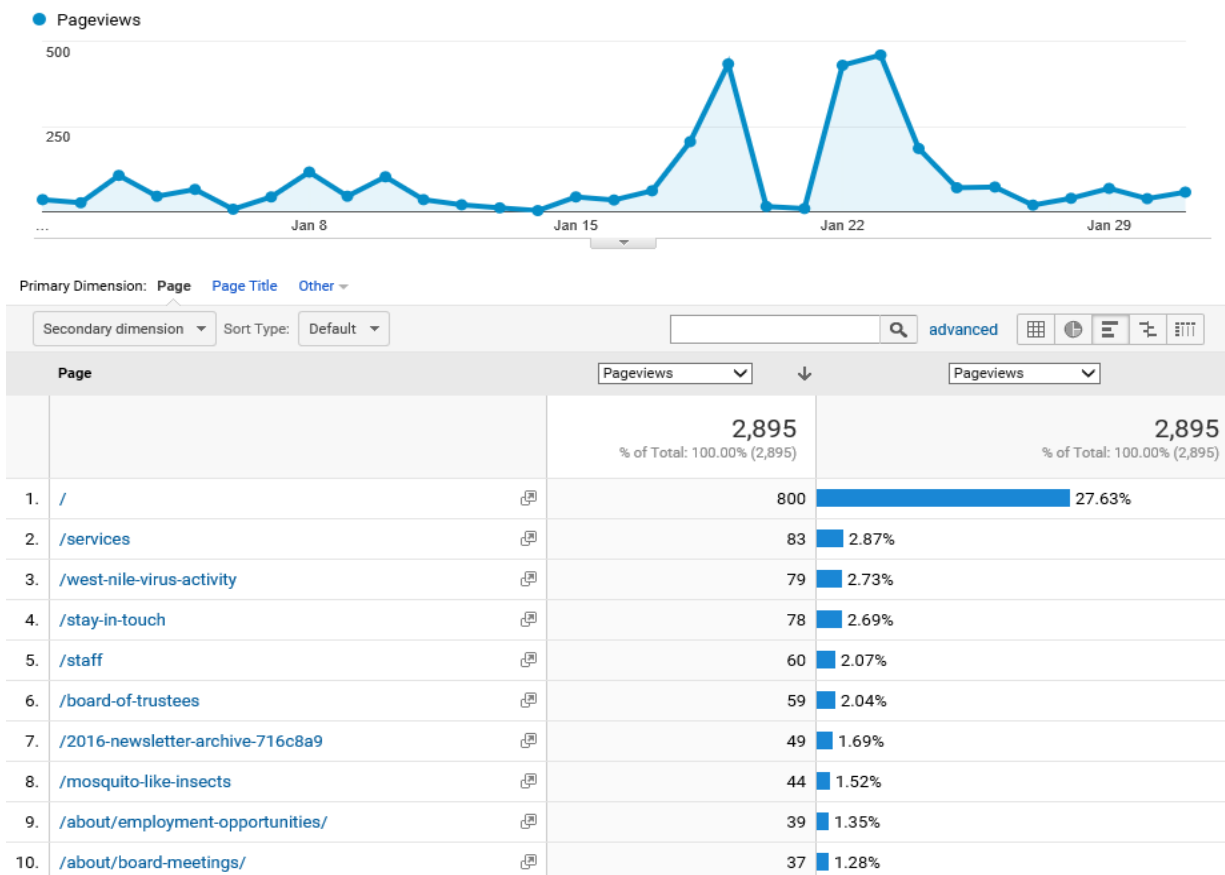 Pageviews
500
250
...
Jan 8
Jan 15
Jan 22
Jan 29
Primary Dimension: Page Page Title Other
Secondary dimension Sort Type: Default advanced
Page Pageviews Pageviews
2,895 2,895
% of Total: 100.00% (2,895) % of Total: 100.00% (2,895)
1. / 800 27.63%
2. /services 83 2.87%
3. /west-nile-virus-activity 79 2.73%
4. /stay-in-touch 78 2.69%
5. /staff 60 2.07%
6. /board-of-trustees 59 2.04%
7. /2016-newsletter-archive-716c8a9 49 1.69%
8. /mosquito-like-insects 44 1.52%
9. /about/employment-opportunities/ 39 1.35%
10. /about/board-meetings/ 37 1.28%